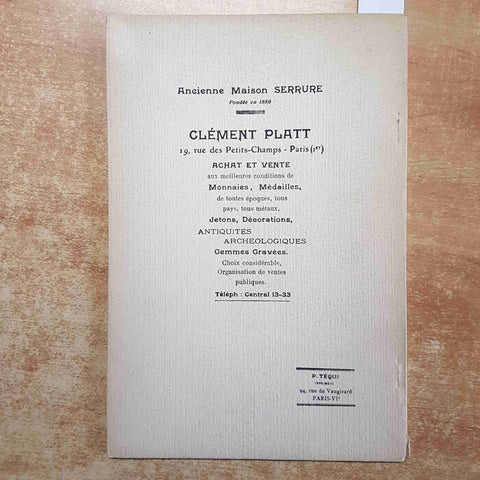 Ancienne Maison SERRURE
Fondée en 1880
CLÉMENT PLATT
19, rue des Petits-Champs - Paris (1er)
ACHAT ET VENTE
aux meilleures conditions de
Monnaies, Médailles,
de toutes époques, tous
pays, tous métaux,
Jetons, Décorations,
ANTIQUITÉS
ARCHÉOLOGIQUES
Gemmes Gravées.
Choix considérable,
Organisation de ventes
publiques.
Téléph : Central 13-33
P. TÉQUI
rue de Vaugirard
PARIS-VIe